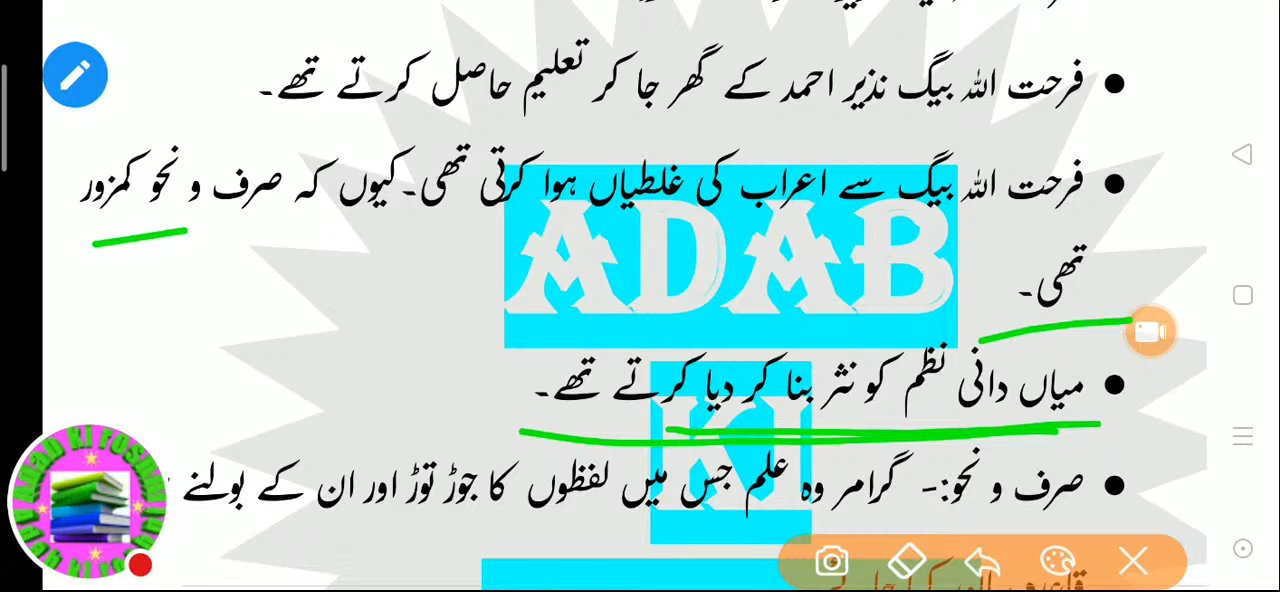 فرحت اللہ بیگ نذیر احمد کے گھر جا کر تعلیم حاصل کرتے تھے۔
فرحت اللہ بیگ سے اعراب کی غلطیاں ہوا کرتی تھی۔کیوں کہ صرف و نحو کمزور
تھی۔
میاں دانی نظم کو نثر بنا کر دیا کرتے تھے۔
صرف و نحو:- گرامر وہ علم جس میں لفظوں کا جوڑ توڑ اور ان کے بولنے
ADAB
KI